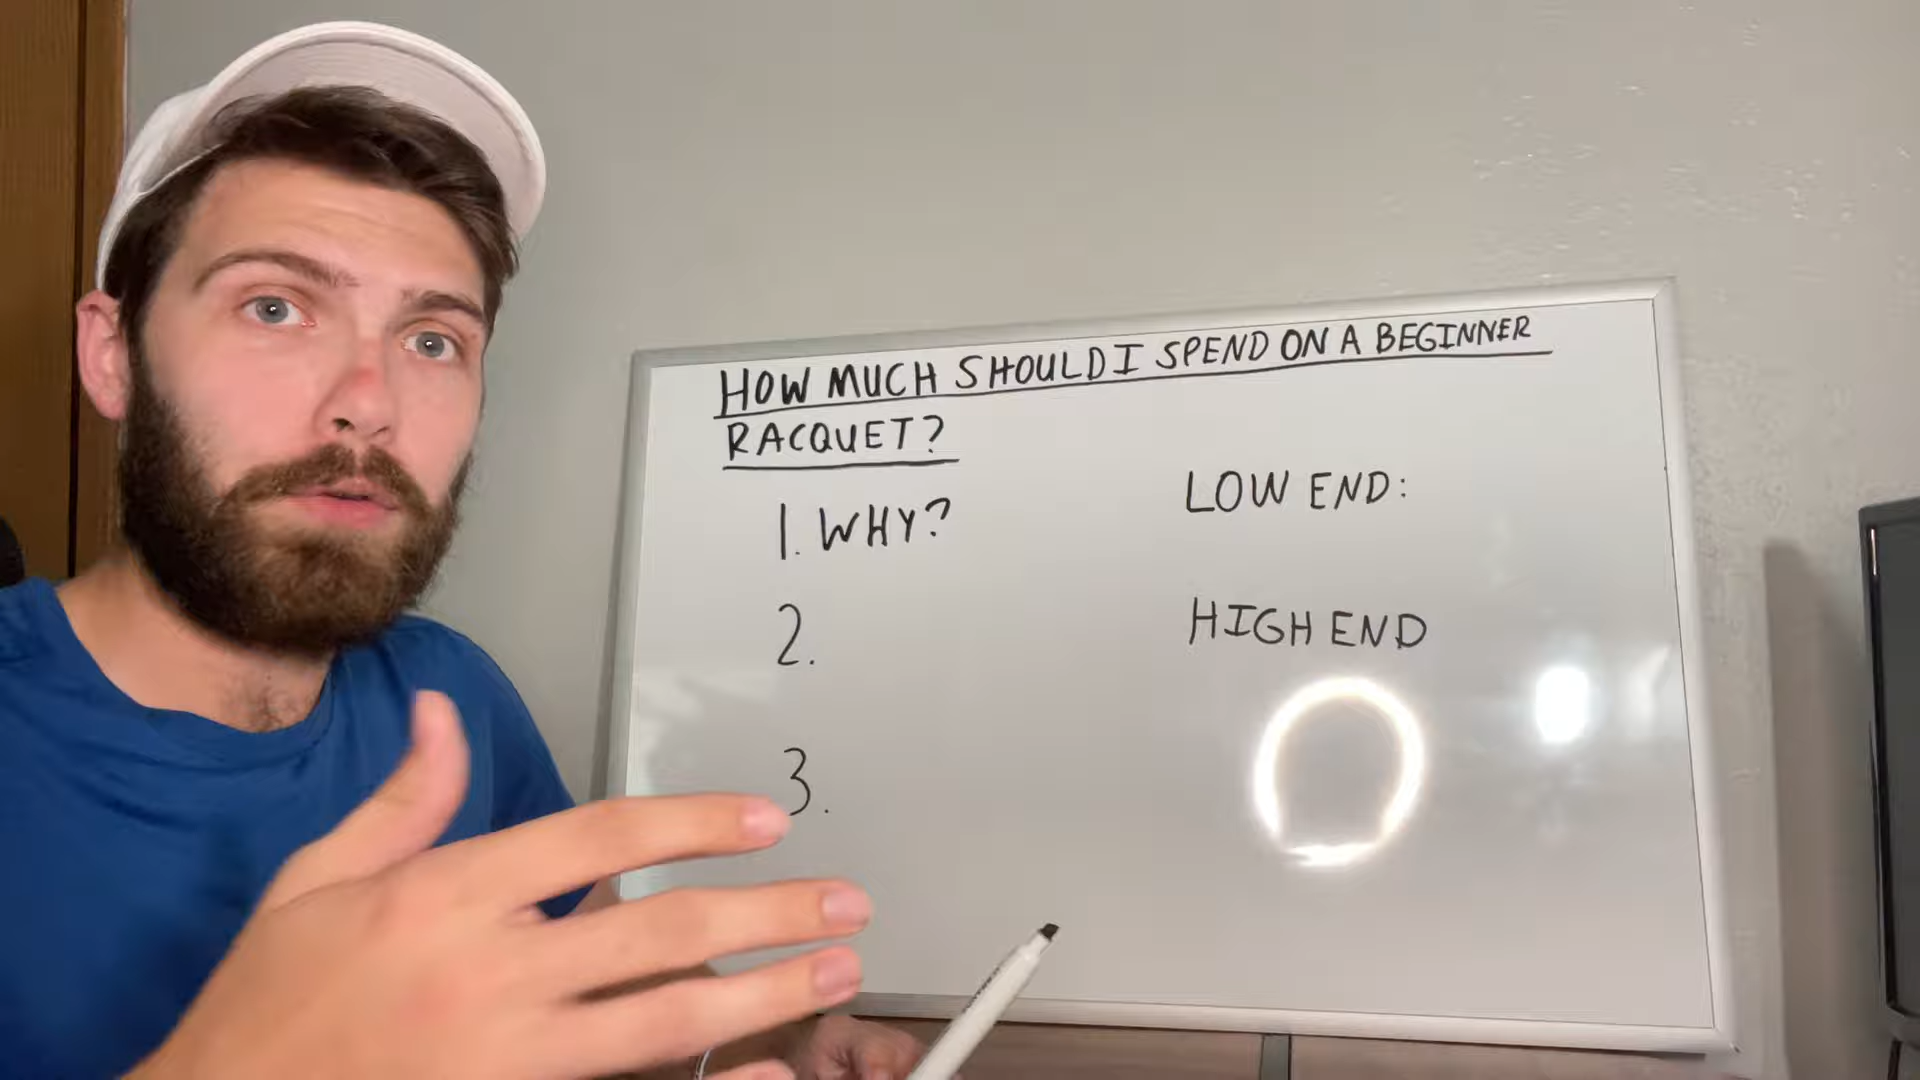 HOW MUCH SHOULD I SPEND ON A BEGINNER
RACQUET?
1. WHY?
2.
3.
LOW END:
HIGH END